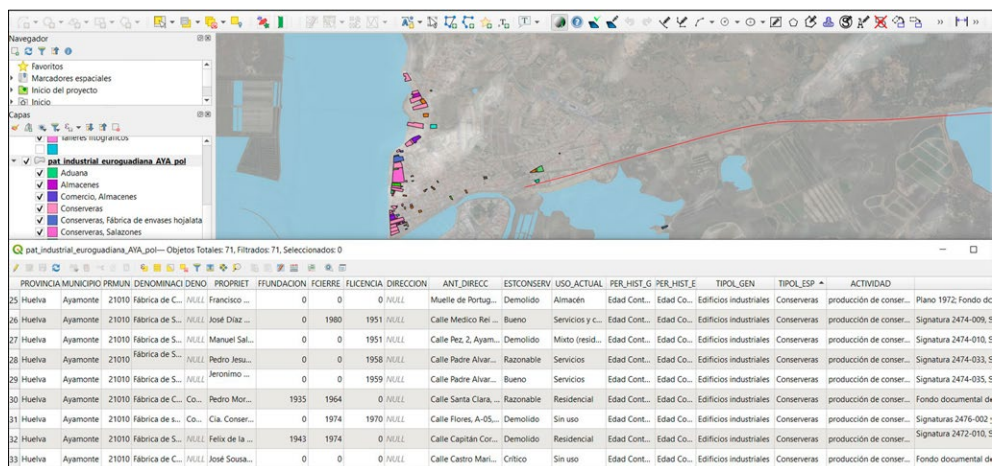 Navegador
Favoritos
Marcadores espaciales
Inicio del proyecto
Inicio
Capas
Talleres litográficos
pat_industrial_euroguadiana_AYA_pol
Aduana
Almacenes
Comercio, Almacenes
Conserveras
Conserveras, Fábrica de envases hojalata
Conserveras, Salazones
pat_industrial_euroguadiana_AYA_pol— Objetos Totales: 71, Filtrados: 71, Seleccionados: 0
PROVINCIA MUNICIPIO PRMUN DENOMINACI DENO PROPRIET FFUNDACION FCIERRE FLICENCIA DIRECCION ANT_DIRECC ESTCONSERV USO_ACTUAL PER_HIST_G PER_HIST_E TIPOL_GEN TIPOL_ESP ACTIVIDAD
25 Huelva Ayamonte 21010 Fábrica de C... NULL Francisco ... 0 0 0 NULL Muelle de Portug... Demolido Almacén Edad Cont... Edad Co... Edificios industriales Conserveras producción de conser... Plano 1972; Fondo dc
26 Huelva Ayamonte 21010 Fábrica de S... NULL José Díaz ... 0 1980 1951 NULL Calle Medico Rei ... Bueno Servicios y c... Edad Cont... Edad Co... Edificios industriales Conserveras producción de conser... Signatura 2474-009, S
27 Huelva Ayamonte 21010 Fábrica de S... NULL Manuel Sal... 0 0 1951 NULL Calle Pez, 2, Ayam... Demolido Mixto (resid... Edad Cont... Edad Co... Edificios industriales Conserveras producción de conser... Signatura 2474-010, S
28 Huelva Ayamonte 21010 Fábrica de S... NULL Pedro Jesu... 0 0 1958 NULL Calle Padre Alvar... Razonable Servicios Edad Cont... Edad Co... Edificios industriales Conserveras producción de conser... Signatura 2474-033, S
29 Huelva Ayamonte 21010 Fábrica de S... NULL Jeronimo ... 0 0 1959 NULL Calle Padre Alvar... Bueno Servicios Edad Cont... Edad Co... Edificios industriales Conserveras producción de conser... Signatura 2474-035, S
30 Huelva Ayamonte 21010 Fábrica de C... Co... Pedro Mor... 1935 1964 0 NULL Calle Santa Clara, ... Razonable Residencial Edad Cont... Edad Co... Edificios industriales Conserveras producción de conser... Fondo documental de
31 Huelva Ayamonte 21010 Fábrica de s... Co... Cia. Conser... 0 1974 1970 NULL Calle Flores, A-05,... Demolido Sin uso Edad Cont... Edad Co... Edificios industriales Conserveras producción de conser... Signaturas 2476-002 y
32 Huelva Ayamonte 21010 Fábrica de s... NULL Felix de la ... 1943 1974 0 NULL Calle Capitán Cor... Demolido Residencial Edad Cont... Edad Co... Edificios industriales Conserveras producción de conser... Signatura 2472-010, S
33 Huelva Ayamonte 21010 Fábrica de C... NULL José Sousa... 0 0 0 NULL Calle Castro Mari... Crítico Sin uso Edad Cont... Edad Co... Edificios industriales Conserveras producción de conser... Fondo documental de